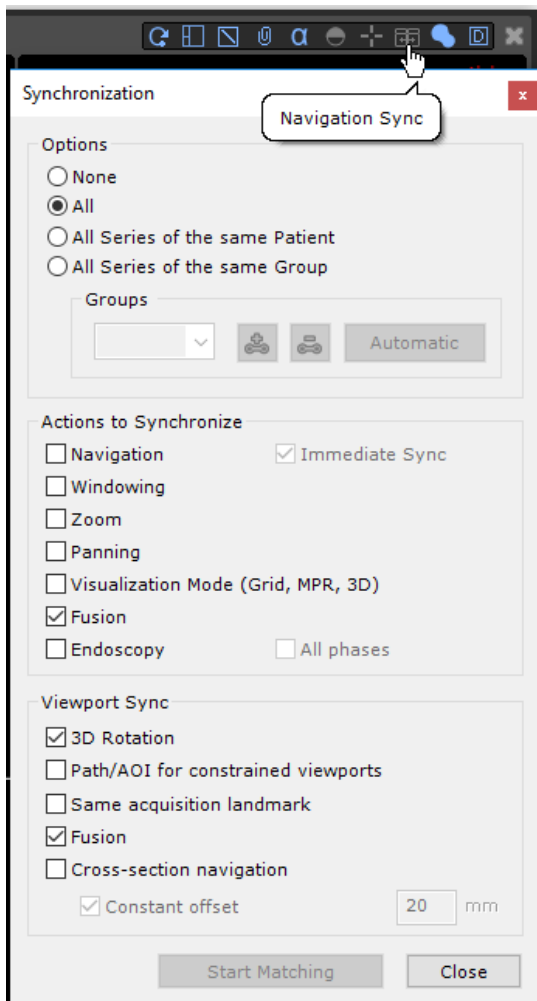 D
Synchronization
x
Navigation Sync
Options
None
All
All Series of the same Patient
All Series of the same Group
Groups
Automatic
Actions to Synchronize
Navigation Immediate Sync
Windowing
Zoom
Panning
Visualization Mode (Grid, MPR, 3D)
Fusion
Endoscopy All phases
Viewport Sync
3D Rotation
Path/AOI for constrained viewports
Same acquisition landmark
Fusion
Cross-section navigation
Constant offset 20 mm
Start Matching Close